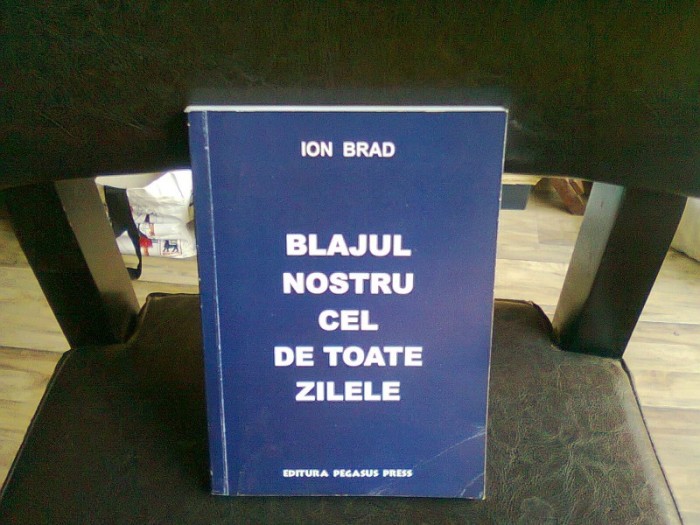 ION BRAD
BLAJUL
NOSTRU
CEL
DE TOATE
ZILELE
EDITURA PEGASUS PRESS